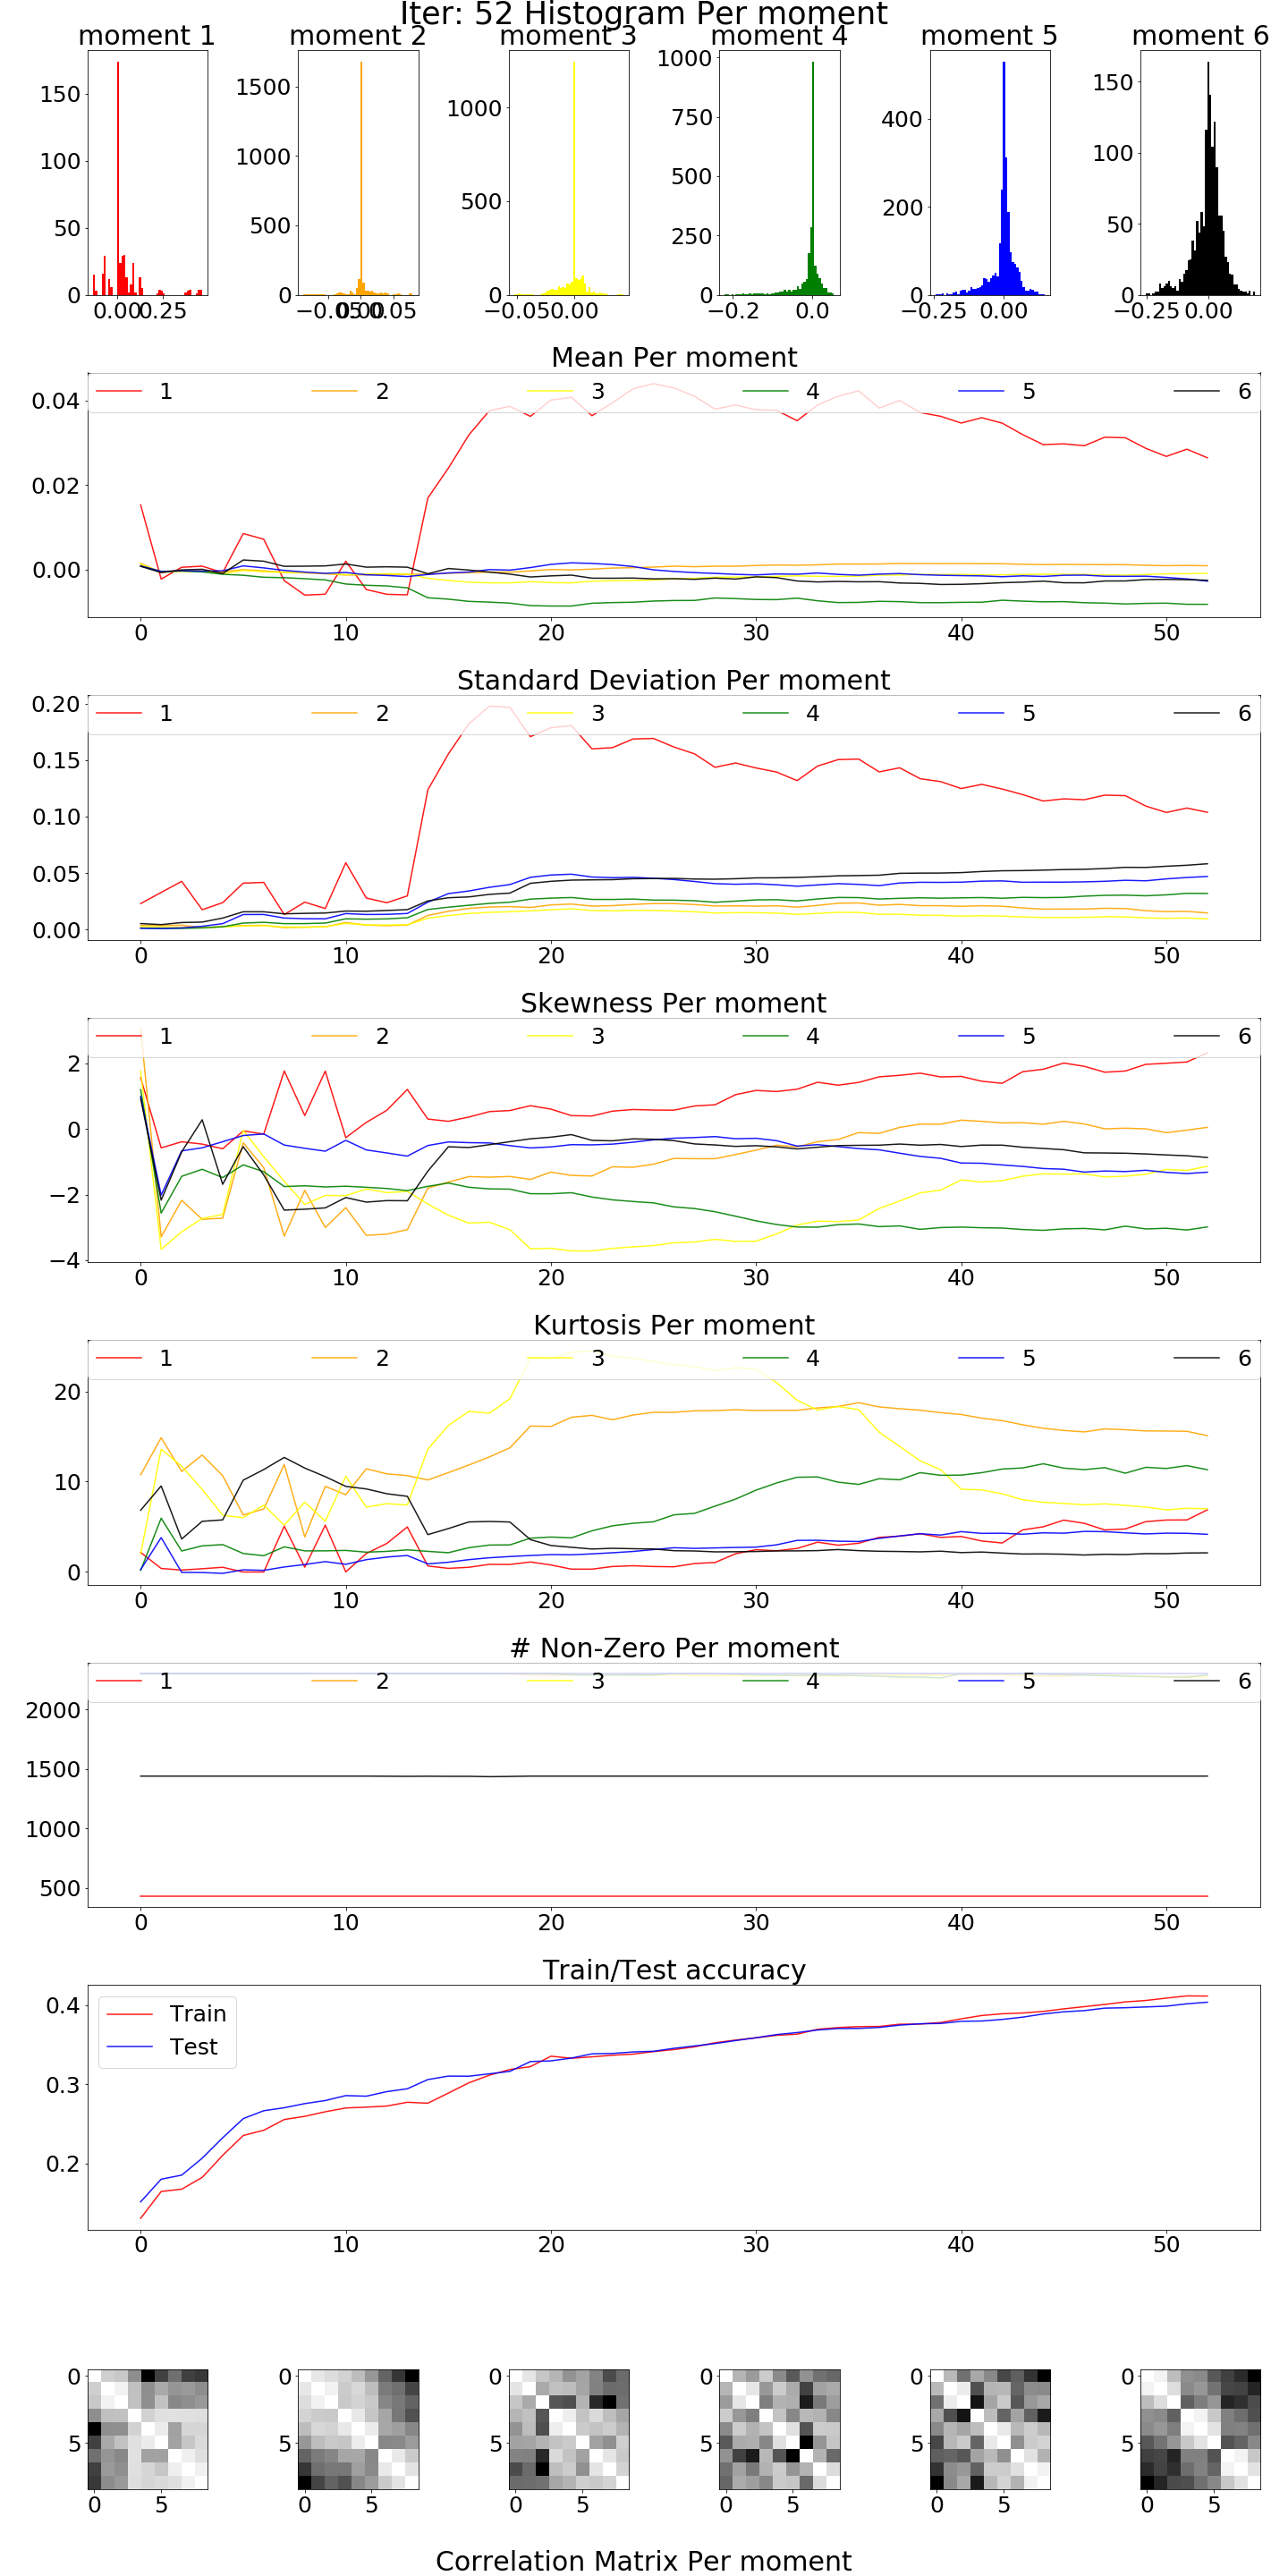 Iter: 52 Histogram Per moment
moment 1 moment 2 moment 3 moment 4 moment 5 moment 6
150
100
50
0
0.00 0.25
1500
1000
500
0
−0.05 0.00 0.05
1000
500
0
−0.05 0.00
1000
750
500
250
0
−0.2 0.0
400
200
0
−0.25 0.00
150
100
50
0
−0.25 0.00
Mean Per moment
1 2 3 4 5 6
0.04
0.02
0.00
0 10 20 30 40 50
Standard Deviation Per moment
1 2 3 4 5 6
0.20
0.15
0.10
0.05
0.00
0 10 20 30 40 50
Skewness Per moment
1 2 3 4 5 6
2
0
−2
−4
0 10 20 30 40 50
Kurtosis Per moment
1 2 3 4 5 6
20
10
0
0 10 20 30 40 50
# Non-Zero Per moment
1 2 3 4 5 6
2000
1500
1000
500
0 10 20 30 40 50
Train/Test accuracy
Train
Test
0.4
0.3
0.2
0 10 20 30 40 50
0 0 0 0 0 0
5 5 5 5 5 5
0 5 0 5 0 5 0 5 0 5 0 5
Correlation Matrix Per moment